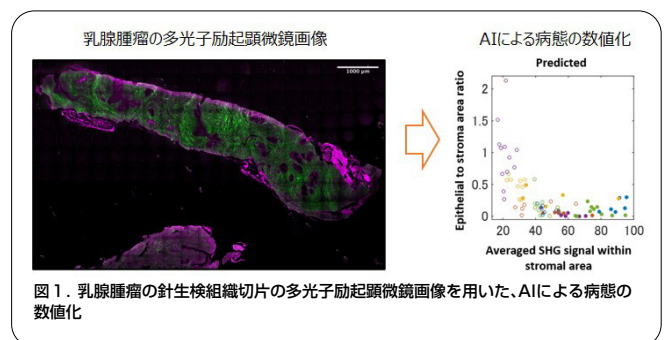 乳腺腫瘤の多光子励起顕微鏡画像
1000 µm
AIによる病態の数値化
Predicted
Epithelial to stroma area ratio
2
1.5
1
0.5
0
20 40 60 80 100
Averaged SHG signal within
stromal area
図1. 乳腺腫瘤の針生検組織切片の多光子励起顕微鏡画像を用いた、AIによる病態の
数値化